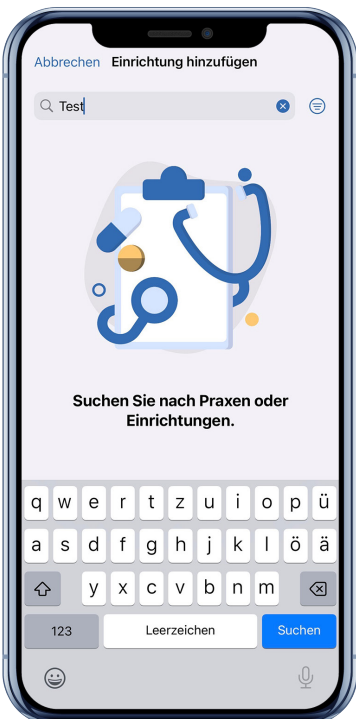 Abbrechen Einrichtung hinzufügen
Test
Suchen Sie nach Praxen oder
Einrichtungen.
q w e r t z u i o p ü
a s d f g h j k l ö ä
y x c v b n m
123 Leerzeichen Suchen